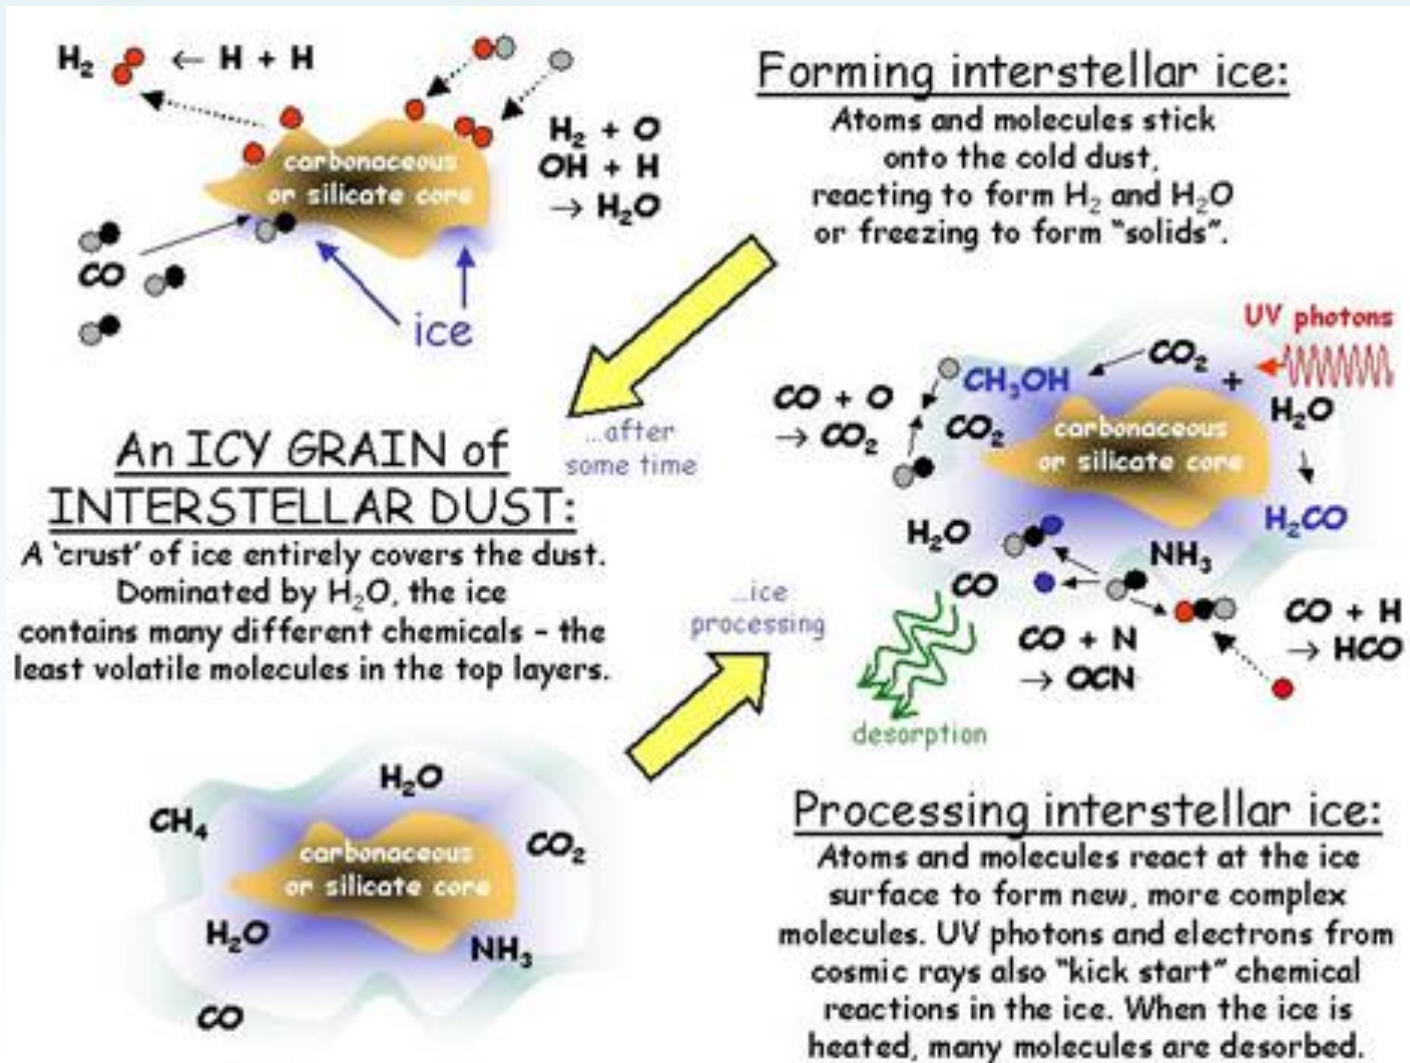 H₂ ← H + H
H₂ + O
OH + H
→ H₂O
carbonaceous
or silicate core
CO
ice
Forming interstellar ice:
Atoms and molecules stick
onto the cold dust,
reacting to form H₂ and H₂O
or freezing to form “solids”.
...after
some time
An ICY GRAIN of
INTERSTELLAR DUST:
A ‘crust’ of ice entirely covers the dust.
Dominated by H₂O, the ice
contains many different chemicals – the
least volatile molecules in the top layers.
H₂O
CH₄
CO₂
carbonaceous
or silicate core
H₂O
NH₃
CO
...ice
processing
UV photons
CO₂
+
H₂O
CH₃OH
CO + O
→ CO₂
CO₂
carbonaceous
or silicate core
H₂CO
H₂O
NH₃
CO
CO + N
→ OCN
CO + H
→ HCO
desorption
Processing interstellar ice:
Atoms and molecules react at the ice
surface to form new, more complex
molecules. UV photons and electrons from
cosmic rays also “kick start” chemical
reactions in the ice. When the ice is
heated, many molecules are desorbed.